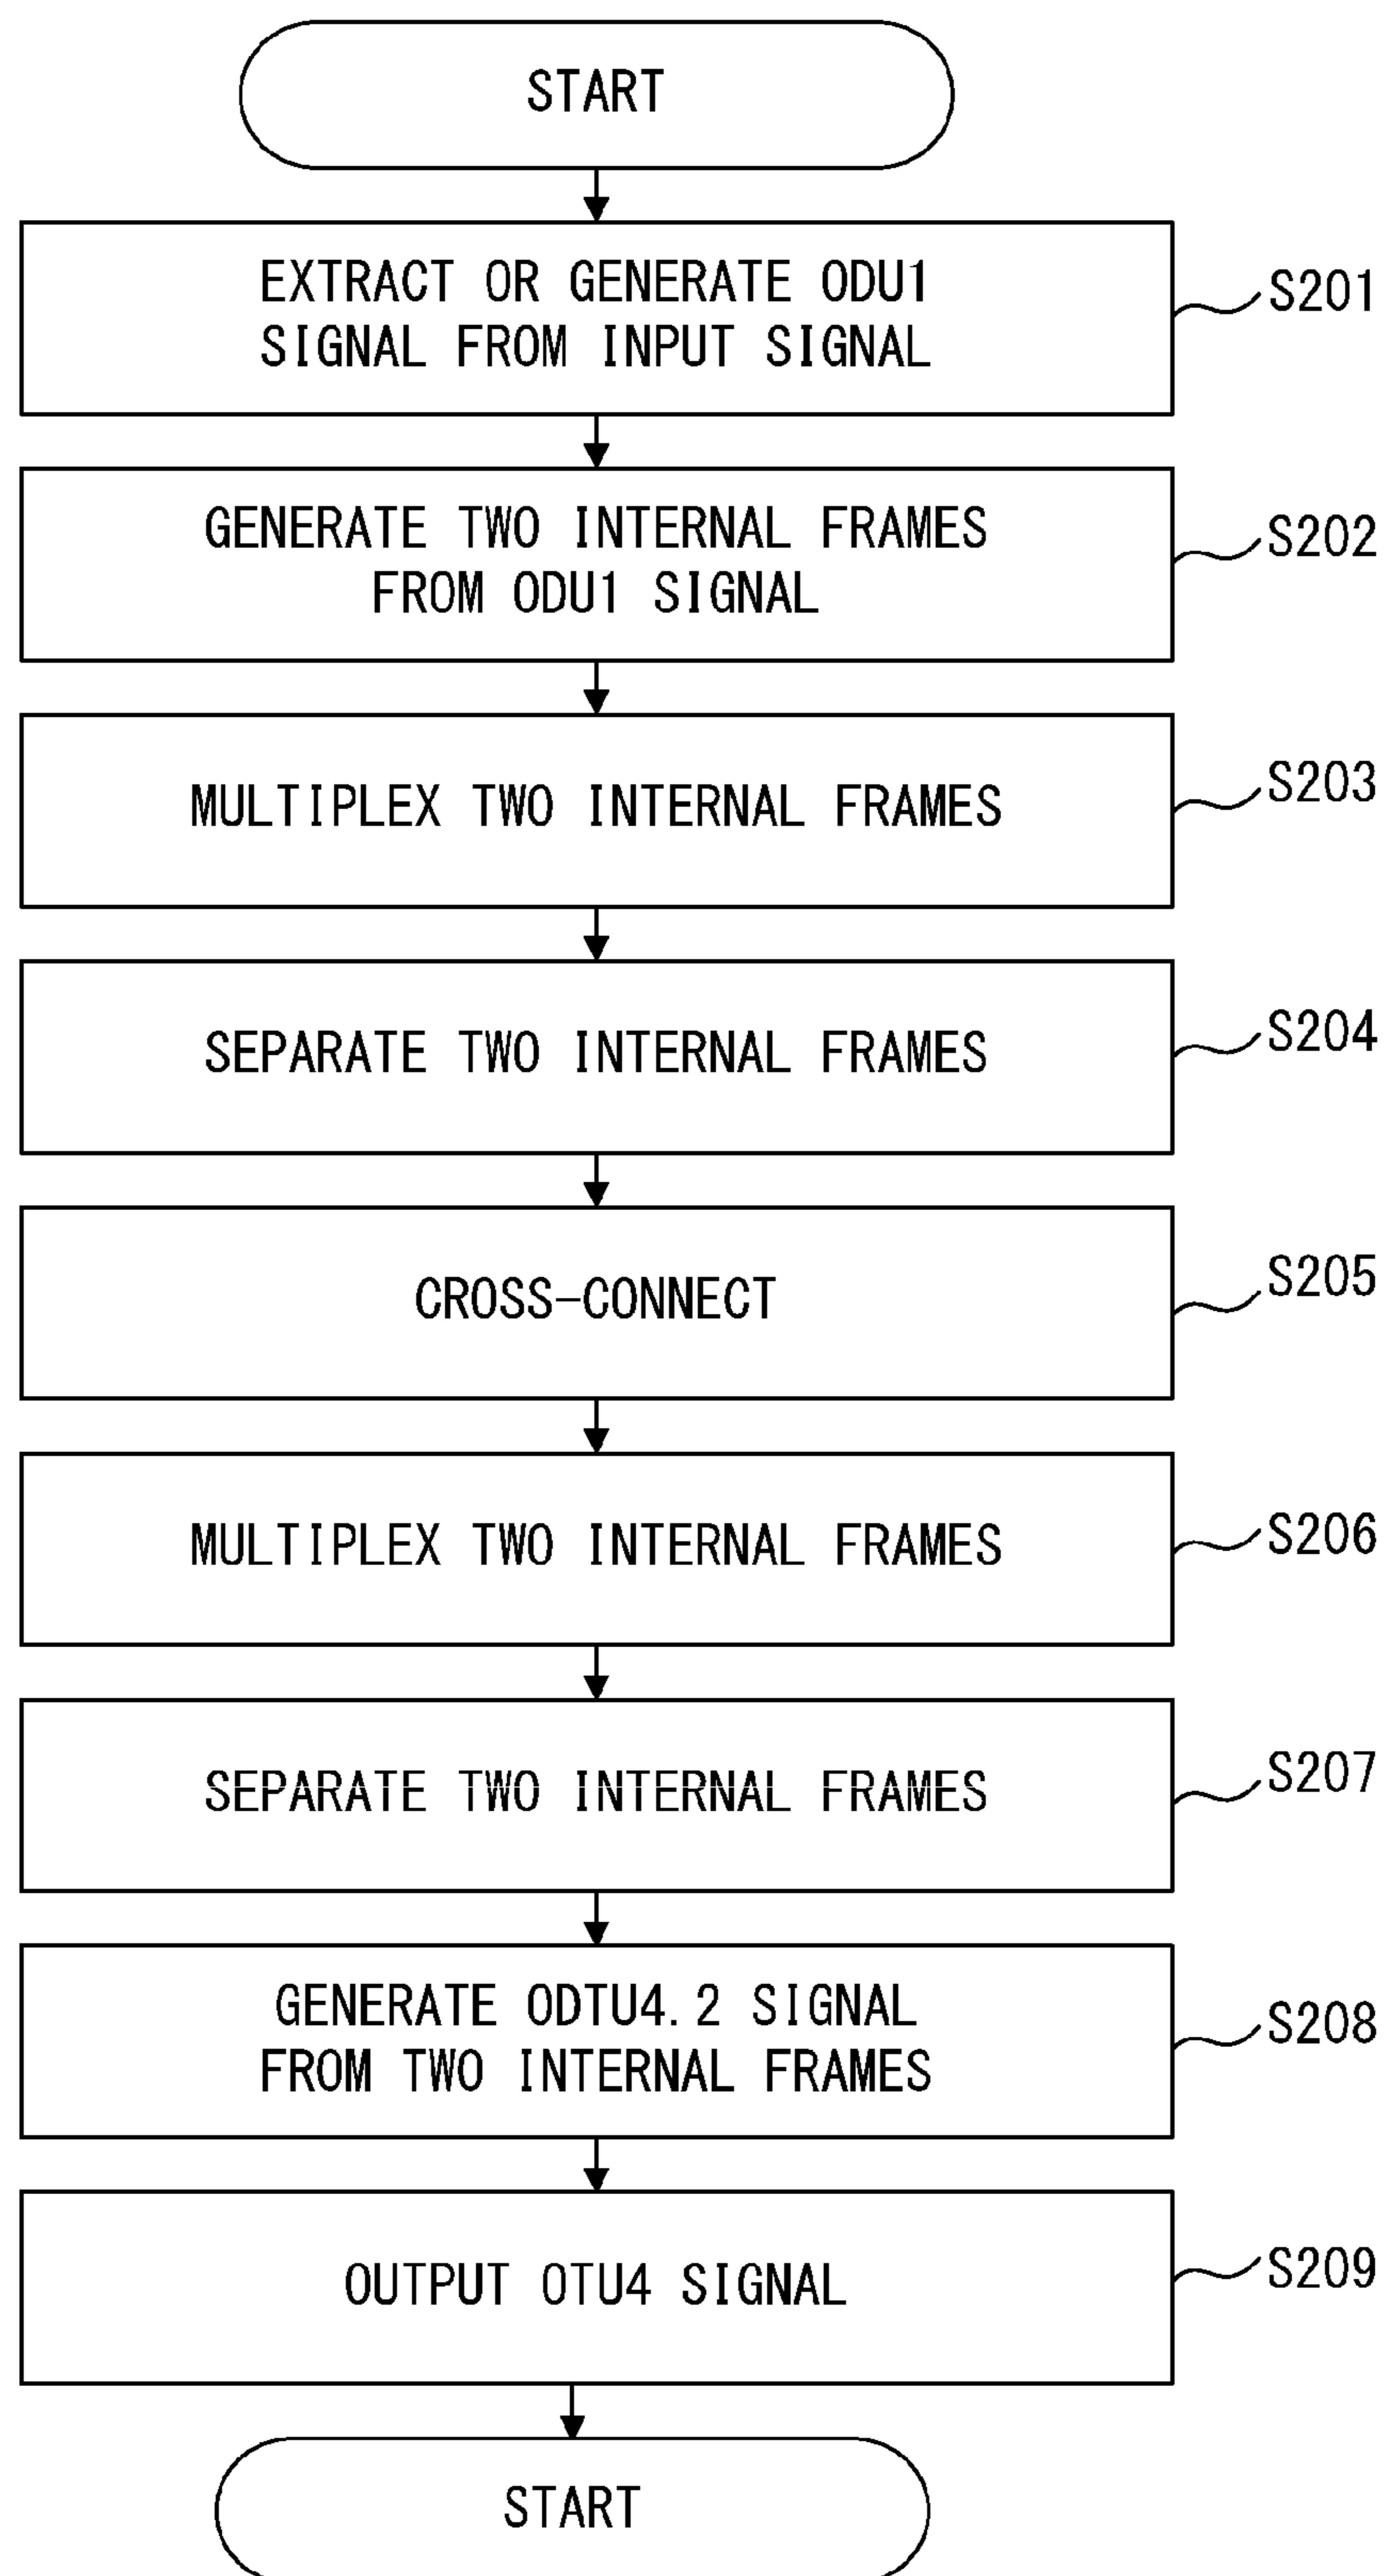 START
EXTRACT OR GENERATE ODU1
SIGNAL FROM INPUT SIGNAL
S201
GENERATE TWO INTERNAL FRAMES
FROM ODU1 SIGNAL
S202
MULTIPLEX TWO INTERNAL FRAMES
S203
SEPARATE TWO INTERNAL FRAMES
S204
CROSS-CONNECT
S205
MULTIPLEX TWO INTERNAL FRAMES
S206
SEPARATE TWO INTERNAL FRAMES
S207
GENERATE ODTU4.2 SIGNAL
FROM TWO INTERNAL FRAMES
S208
OUTPUT OTU4 SIGNAL
S209
START